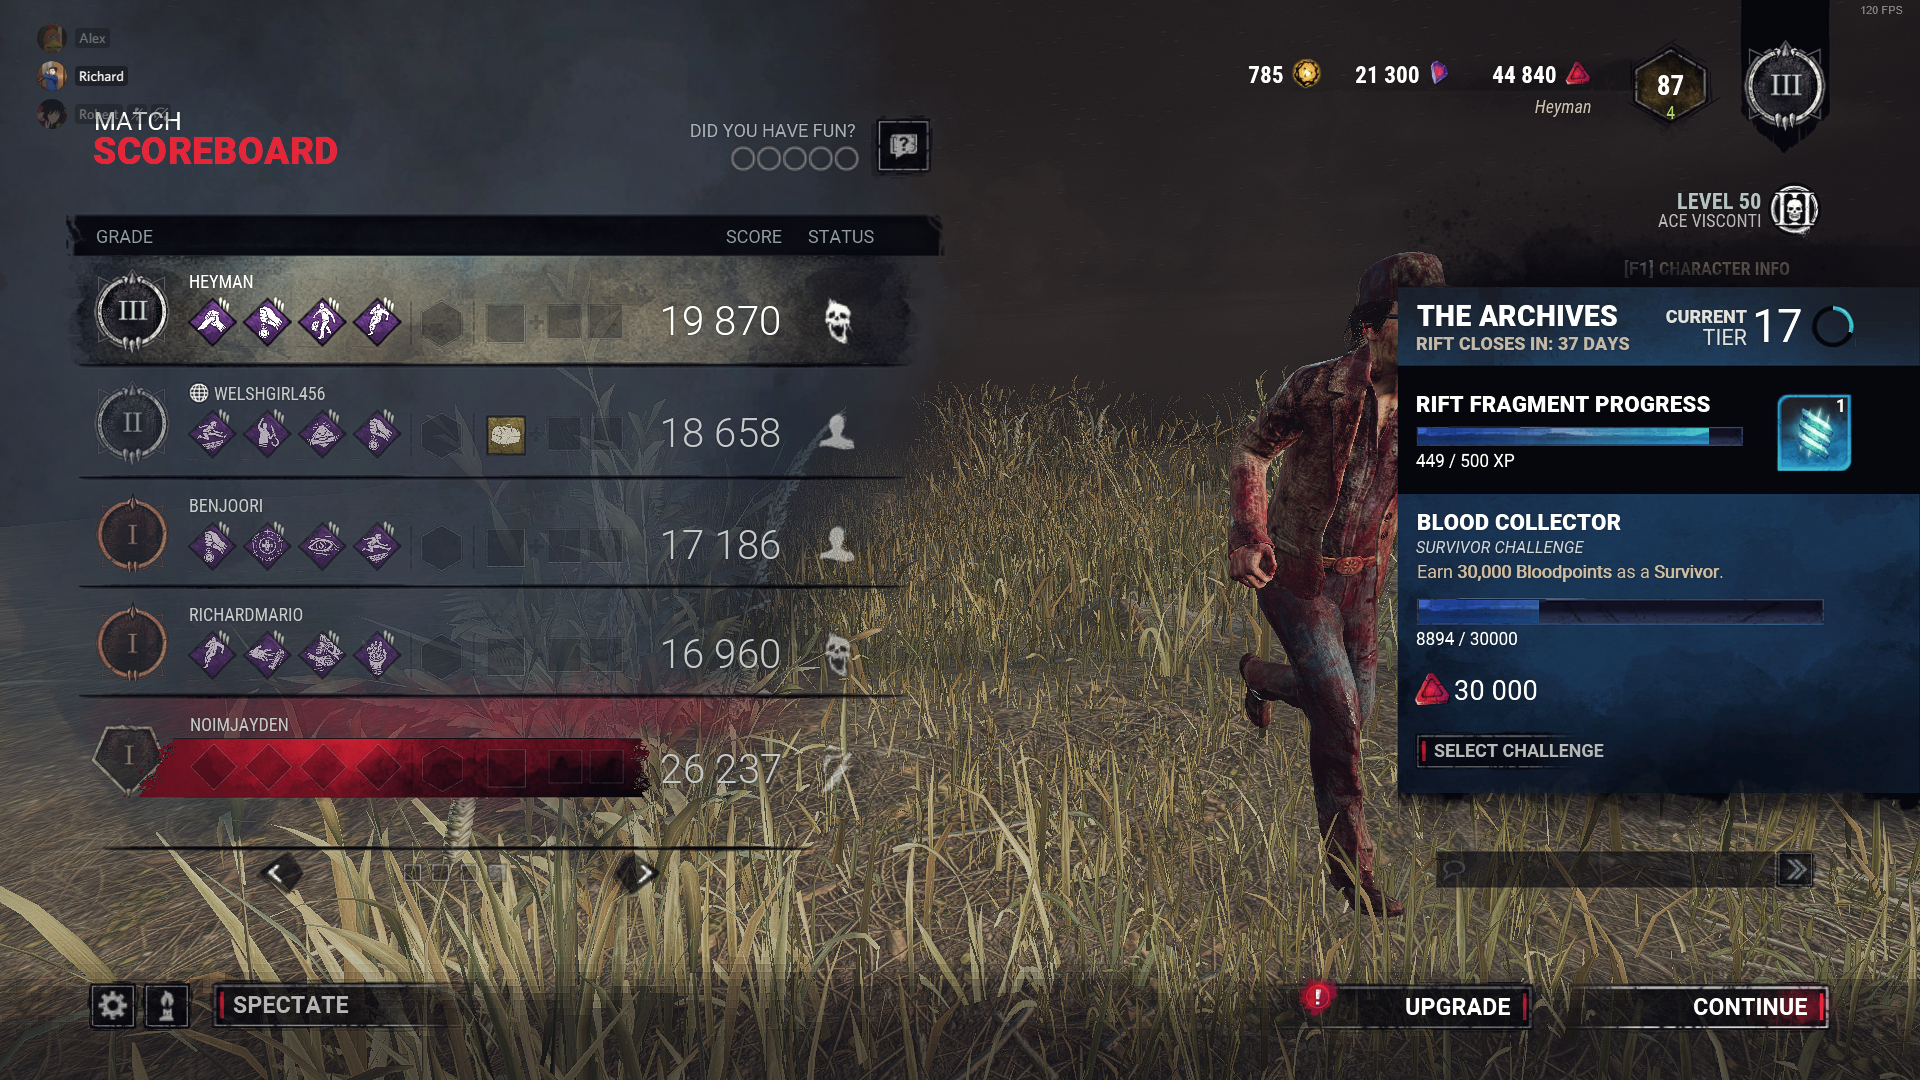 120 FPS
Alex
Richard
MATCH
SCOREBOARD
DID YOU HAVE FUN?
785
21 300
44 840
Heyman
87
4
III
LEVEL 50
ACE VISCONTI
[F1] CHARACTER INFO
GRADE SCORE STATUS
III
HEYMAN
19 870
II
WELSHGIRL456
18 658
I
BENJOORI
17 186
I
RICHARDMARIO
16 960
I
NOIMJAYDEN
26 237
THE ARCHIVES
RIFT CLOSES IN: 37 DAYS
CURRENT
TIER 17
RIFT FRAGMENT PROGRESS
1
449 / 500 XP
BLOOD COLLECTOR
SURVIVOR CHALLENGE
Earn 30,000 Bloodpoints as a Survivor.
8894 / 30000
30 000
SELECT CHALLENGE
SPECTATE
UPGRADE
CONTINUE